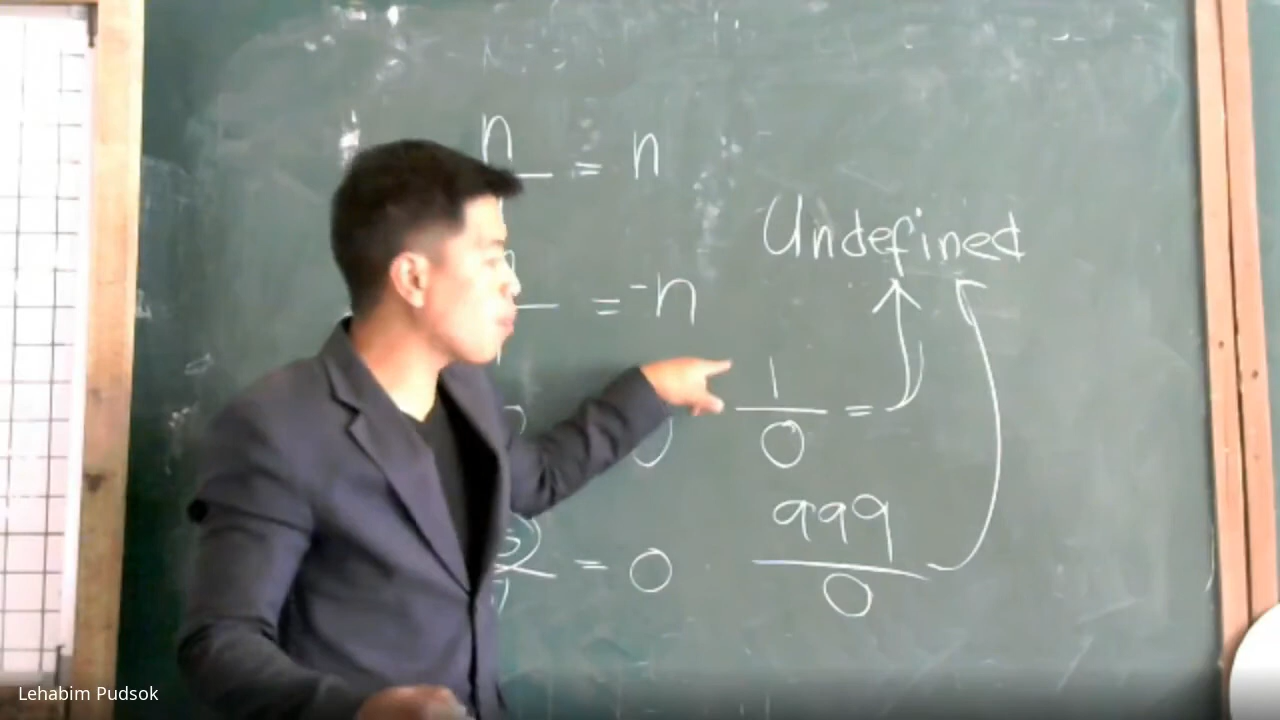 n
— = n
Undefined
— = -n
1
— =
0
999
= 0
0
Lehabim Pudsok